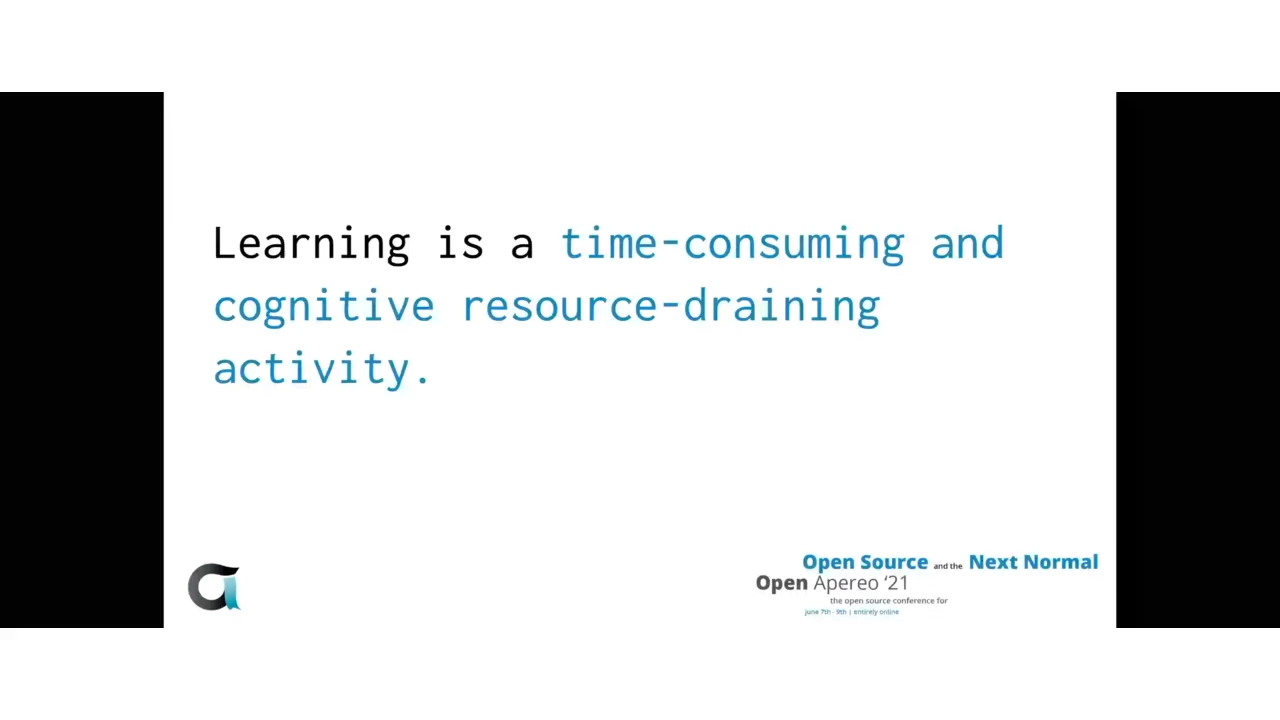 Learning is a time-consuming and
cognitive resource-draining
activity.
Open Source and the Next Normal
Open Apereo ‘21
the open source conference for
june 7th - 9th | entirely online